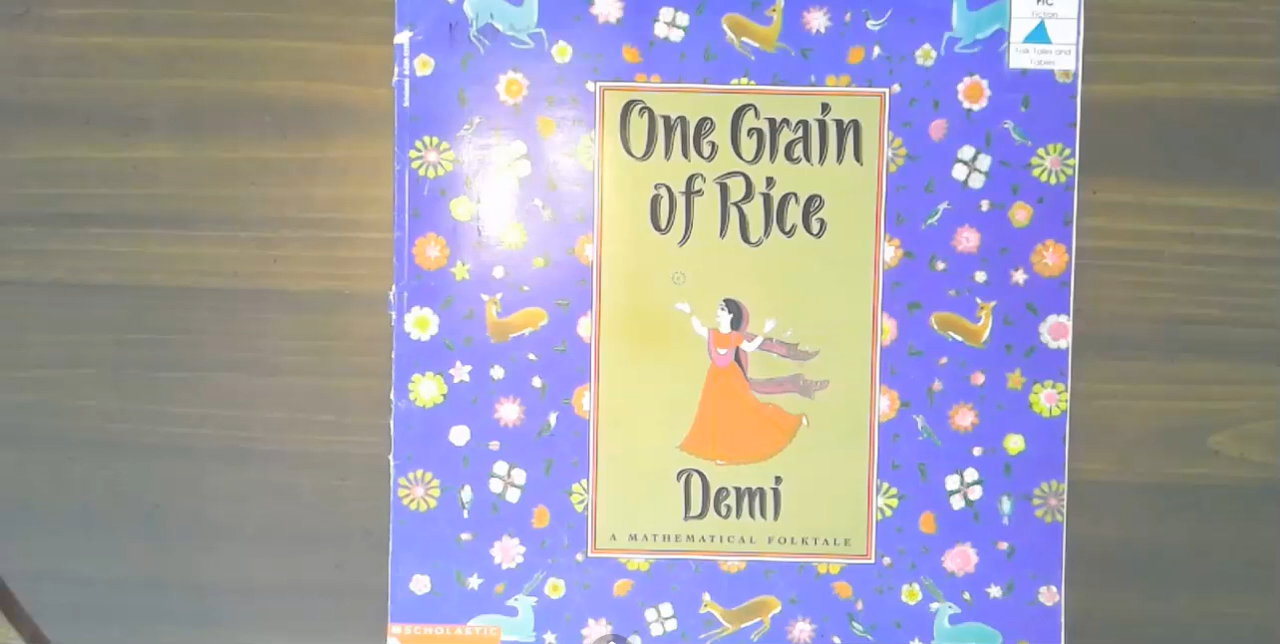 FIC
Fiction
Folk Tales and
Fables
One Grain
of Rice
Demi
A MATHEMATICAL FOLKTALE
SCHOLASTIC